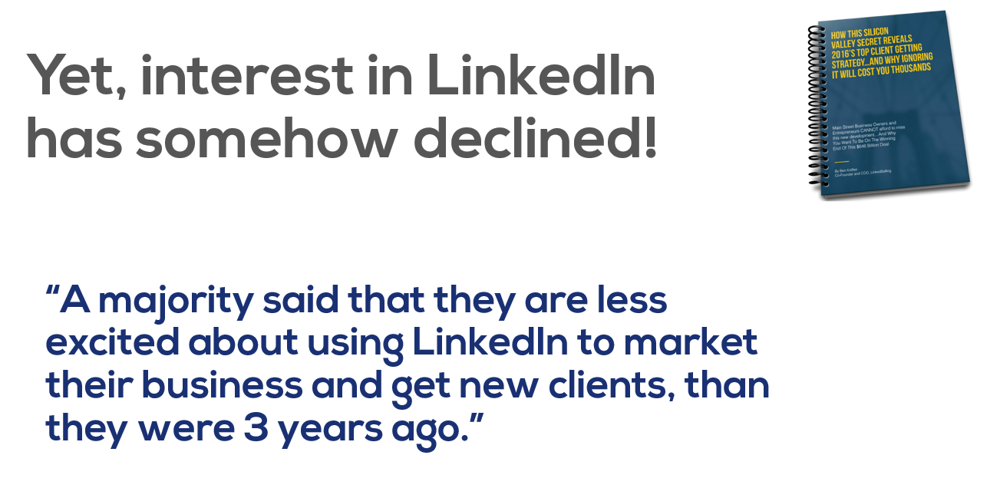 Yet, interest in LinkedIn
has somehow declined!
HOW THIS SILICON
VALLEY SECRET REVEALS
2016'S TOP CLIENT GETTING
STRATEGY...AND WHY IGNORING
IT WILL COST YOU THOUSANDS
Main Street Business Owners and
Entrepreneurs CANNOT afford to miss
this new development...And Why
You Want To Be On The Winning
End Of This $646 Billion Deal
By Ben Kniffen
Co-Founder and COO, LinkedSelling
“A majority said that they are less
excited about using LinkedIn to market
their business and get new clients, than
they were 3 years ago.”